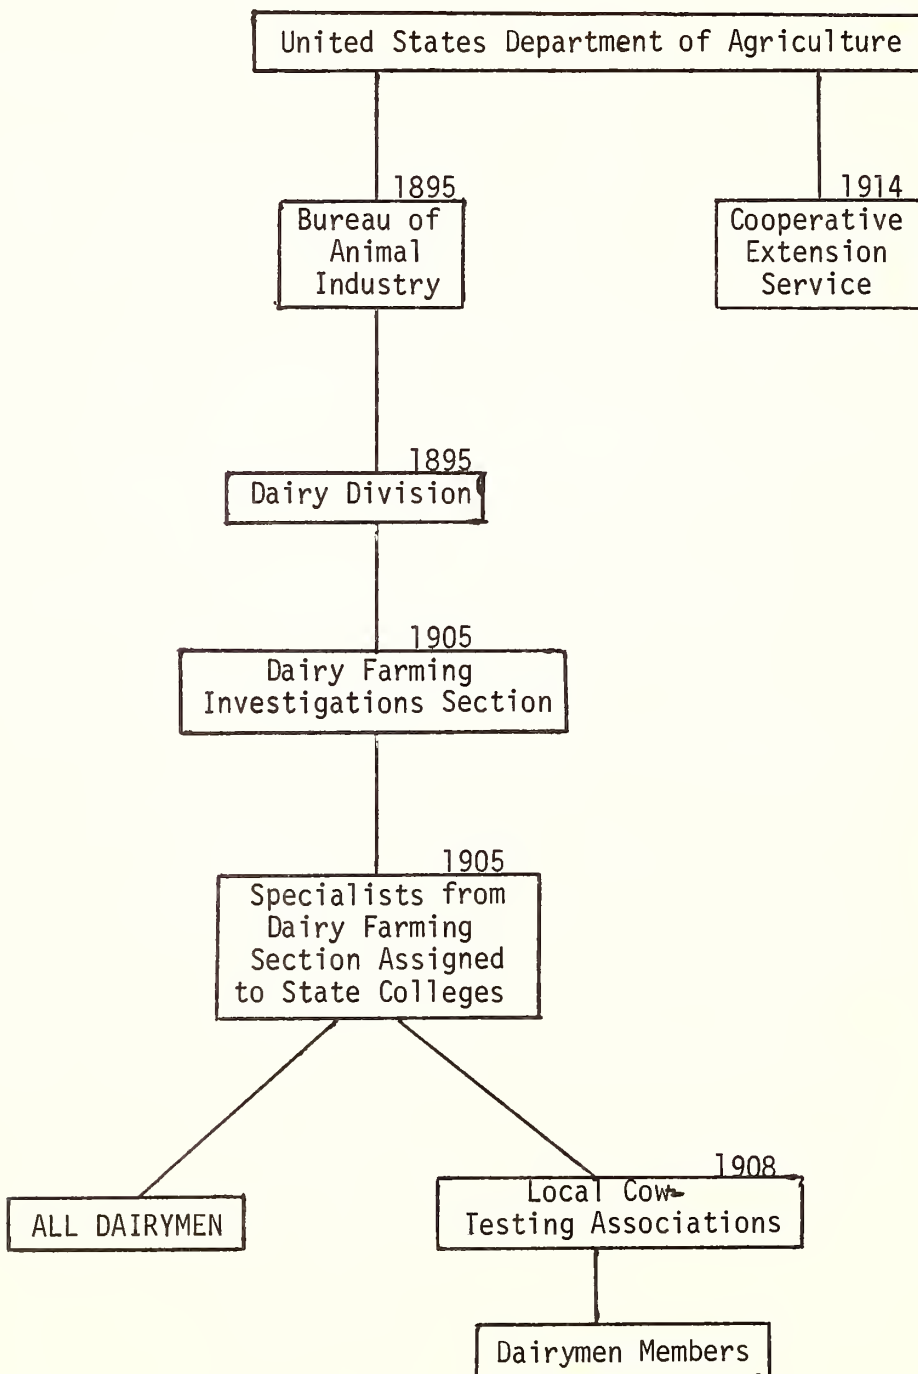 United States Department of Agriculture
1895
Bureau of
Animal
Industry
1914
Cooperative
Extension
Service
1895
Dairy Division
1905
Dairy Farming
Investigations Section
1905
Specialists from
Dairy Farming
Section Assigned
to State Colleges
ALL DAIRYMEN
1908
Local Cow-
Testing Associations
Dairymen Members